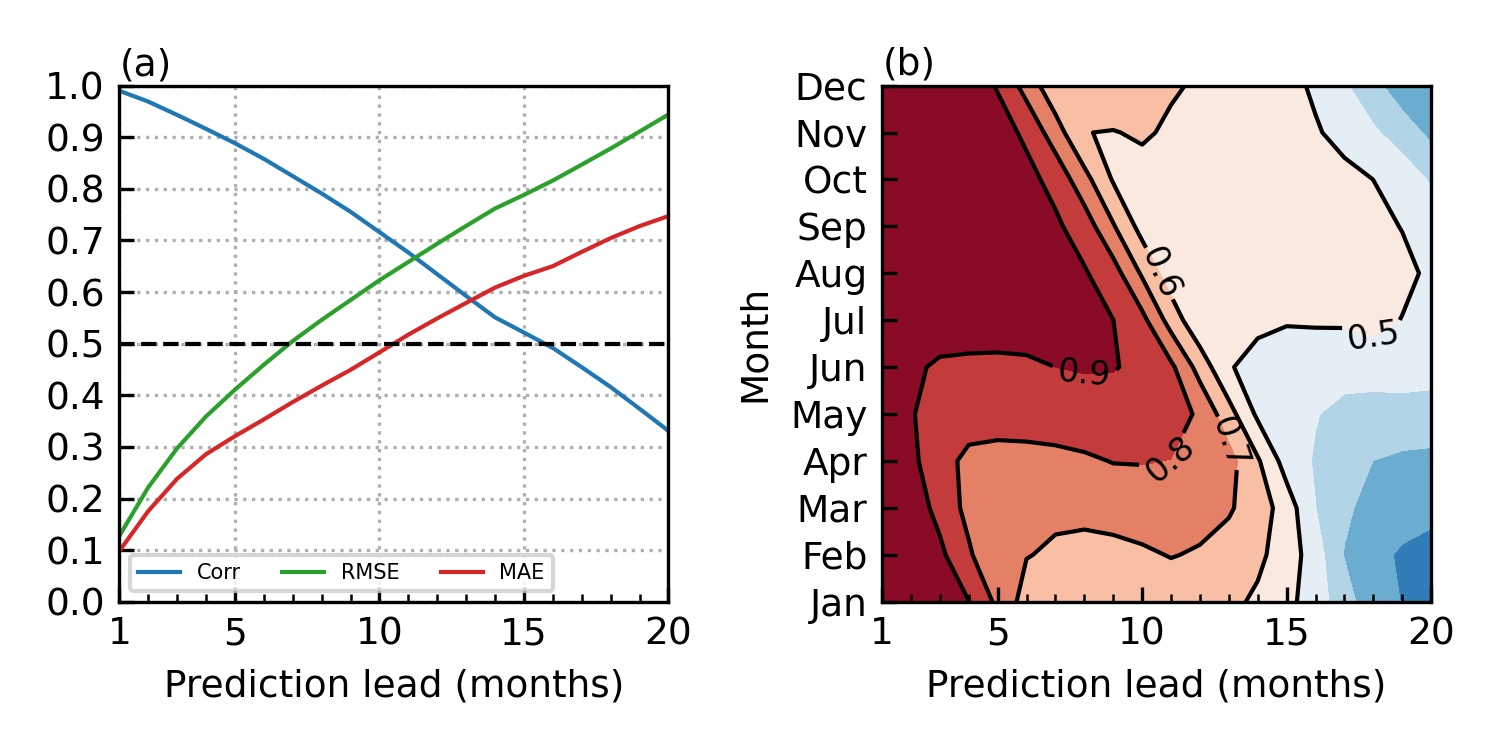 (a)
1.0
0.9
0.8
0.7
0.6
0.5
0.4
0.3
0.2
0.1
0.0
Corr RMSE MAE
1 5 10 15 20
Prediction lead (months)
(b)
Month
Dec
Nov
Oct
Sep
Aug
Jul
Jun
May
Apr
Mar
Feb
Jan
0.6
0.5
0.9
0.7
0.8
1 5 10 15 20
Prediction lead (months)